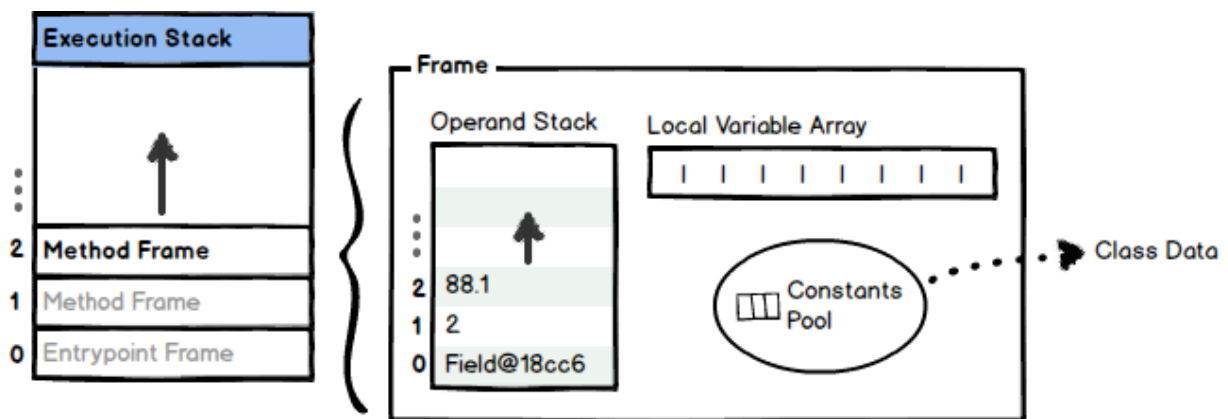 Execution Stack
2 Method Frame
1 Method Frame
0 Entrypoint Frame
Frame
Operand Stack
2 88.1
1 2
0 Field@18cc6
Local Variable Array
Constants
Pool
Class Data